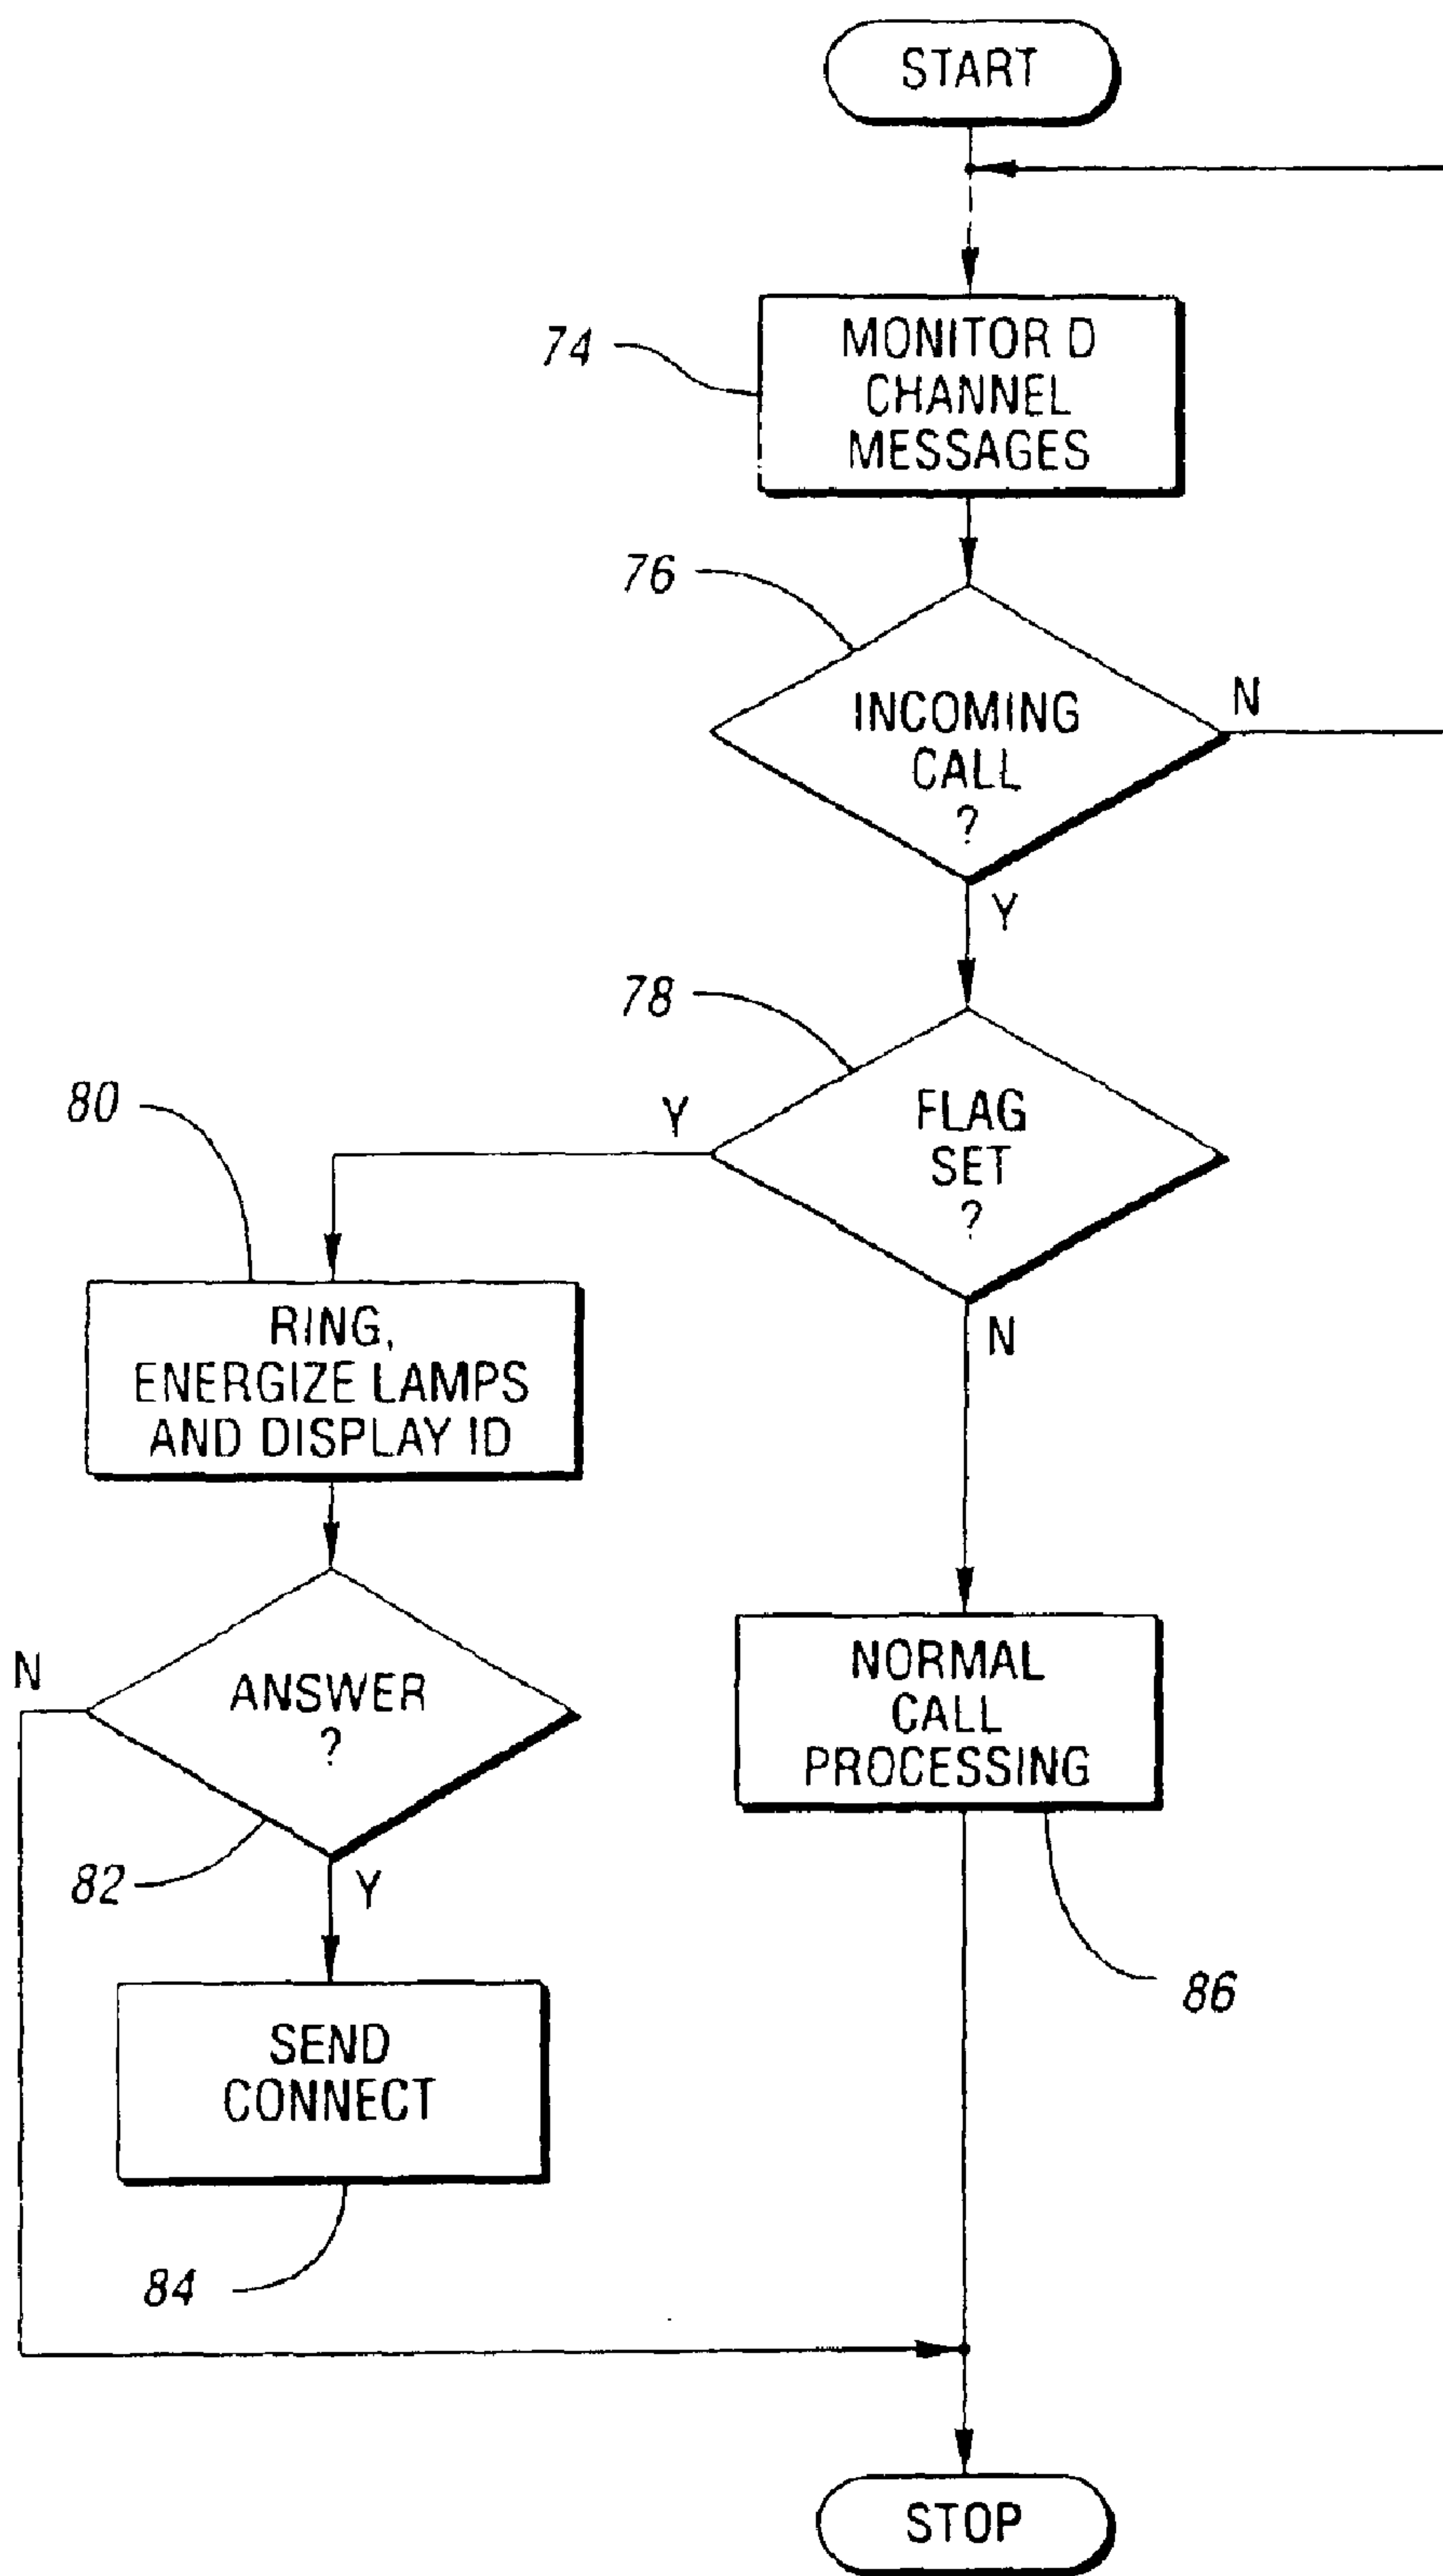 START
74
MONITOR D
CHANNEL
MESSAGES
76
INCOMING
CALL
?
N
Y
78
FLAG
SET
?
Y
N
80
RING,
ENERGIZE LAMPS
AND DISPLAY ID
ANSWER
?
N
82
Y
NORMAL
CALL
PROCESSING
86
SEND
CONNECT
84
STOP